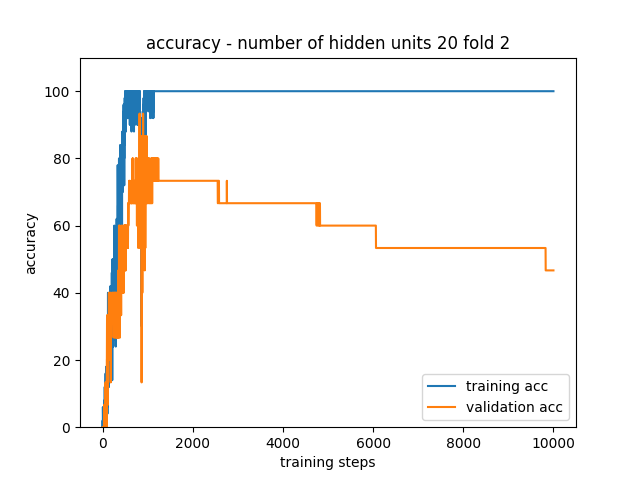 accuracy - number of hidden units 20 fold 2
100
80
60
40
20
0
accuracy
0 2000 4000 6000 8000 10000
training steps
training acc
validation acc